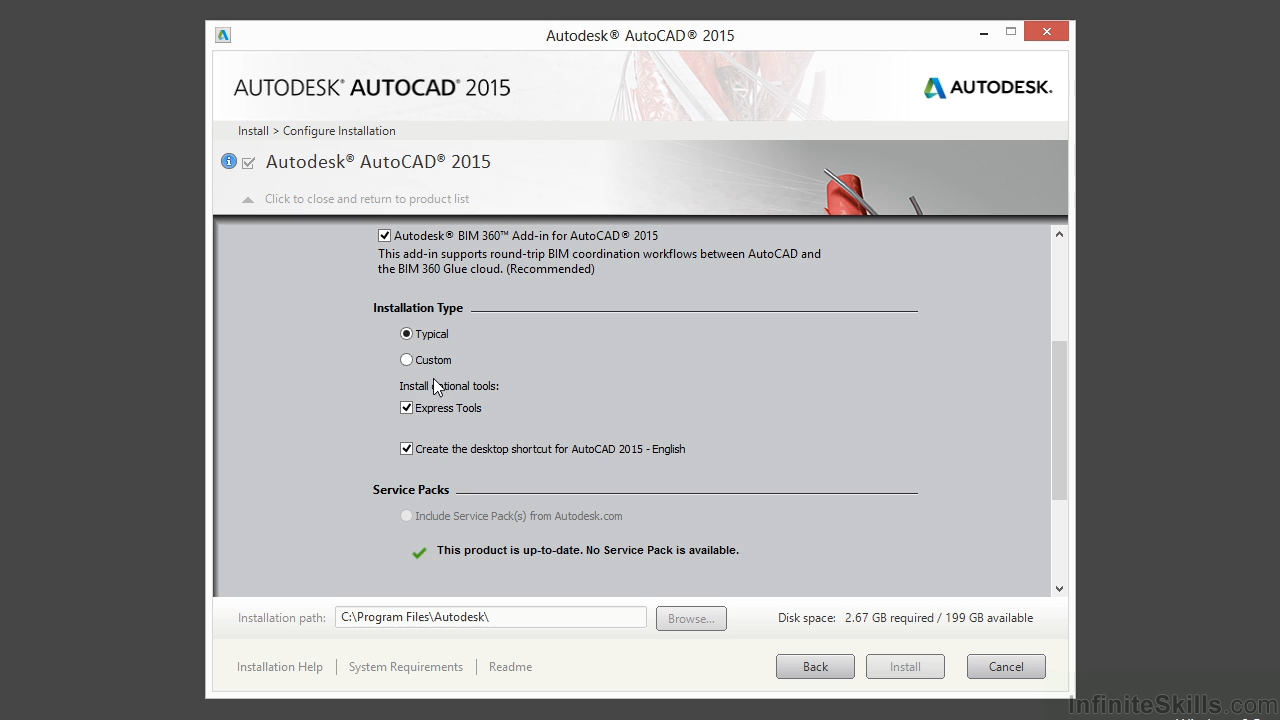 Autodesk® AutoCAD® 2015
AUTODESK® AUTOCAD® 2015
AUTODESK.
Install > Configure Installation
Autodesk® AutoCAD® 2015
Click to close and return to product list
Autodesk® BIM 360™ Add-in for AutoCAD® 2015
This add-in supports round-trip BIM coordination workflows between AutoCAD and
the BIM 360 Glue cloud. (Recommended)
Installation Type
Typical
Custom
Install optional tools:
Express Tools
Create the desktop shortcut for AutoCAD 2015 - English
Service Packs
Include Service Pack(s) from Autodesk.com
This product is up-to-date. No Service Pack is available.
Installation path: C:\Program Files\Autodesk\ Browse... Disk space: 2.67 GB required / 199 GB available
Installation Help System Requirements Readme Back Install Cancel
InfiniteSkills.com